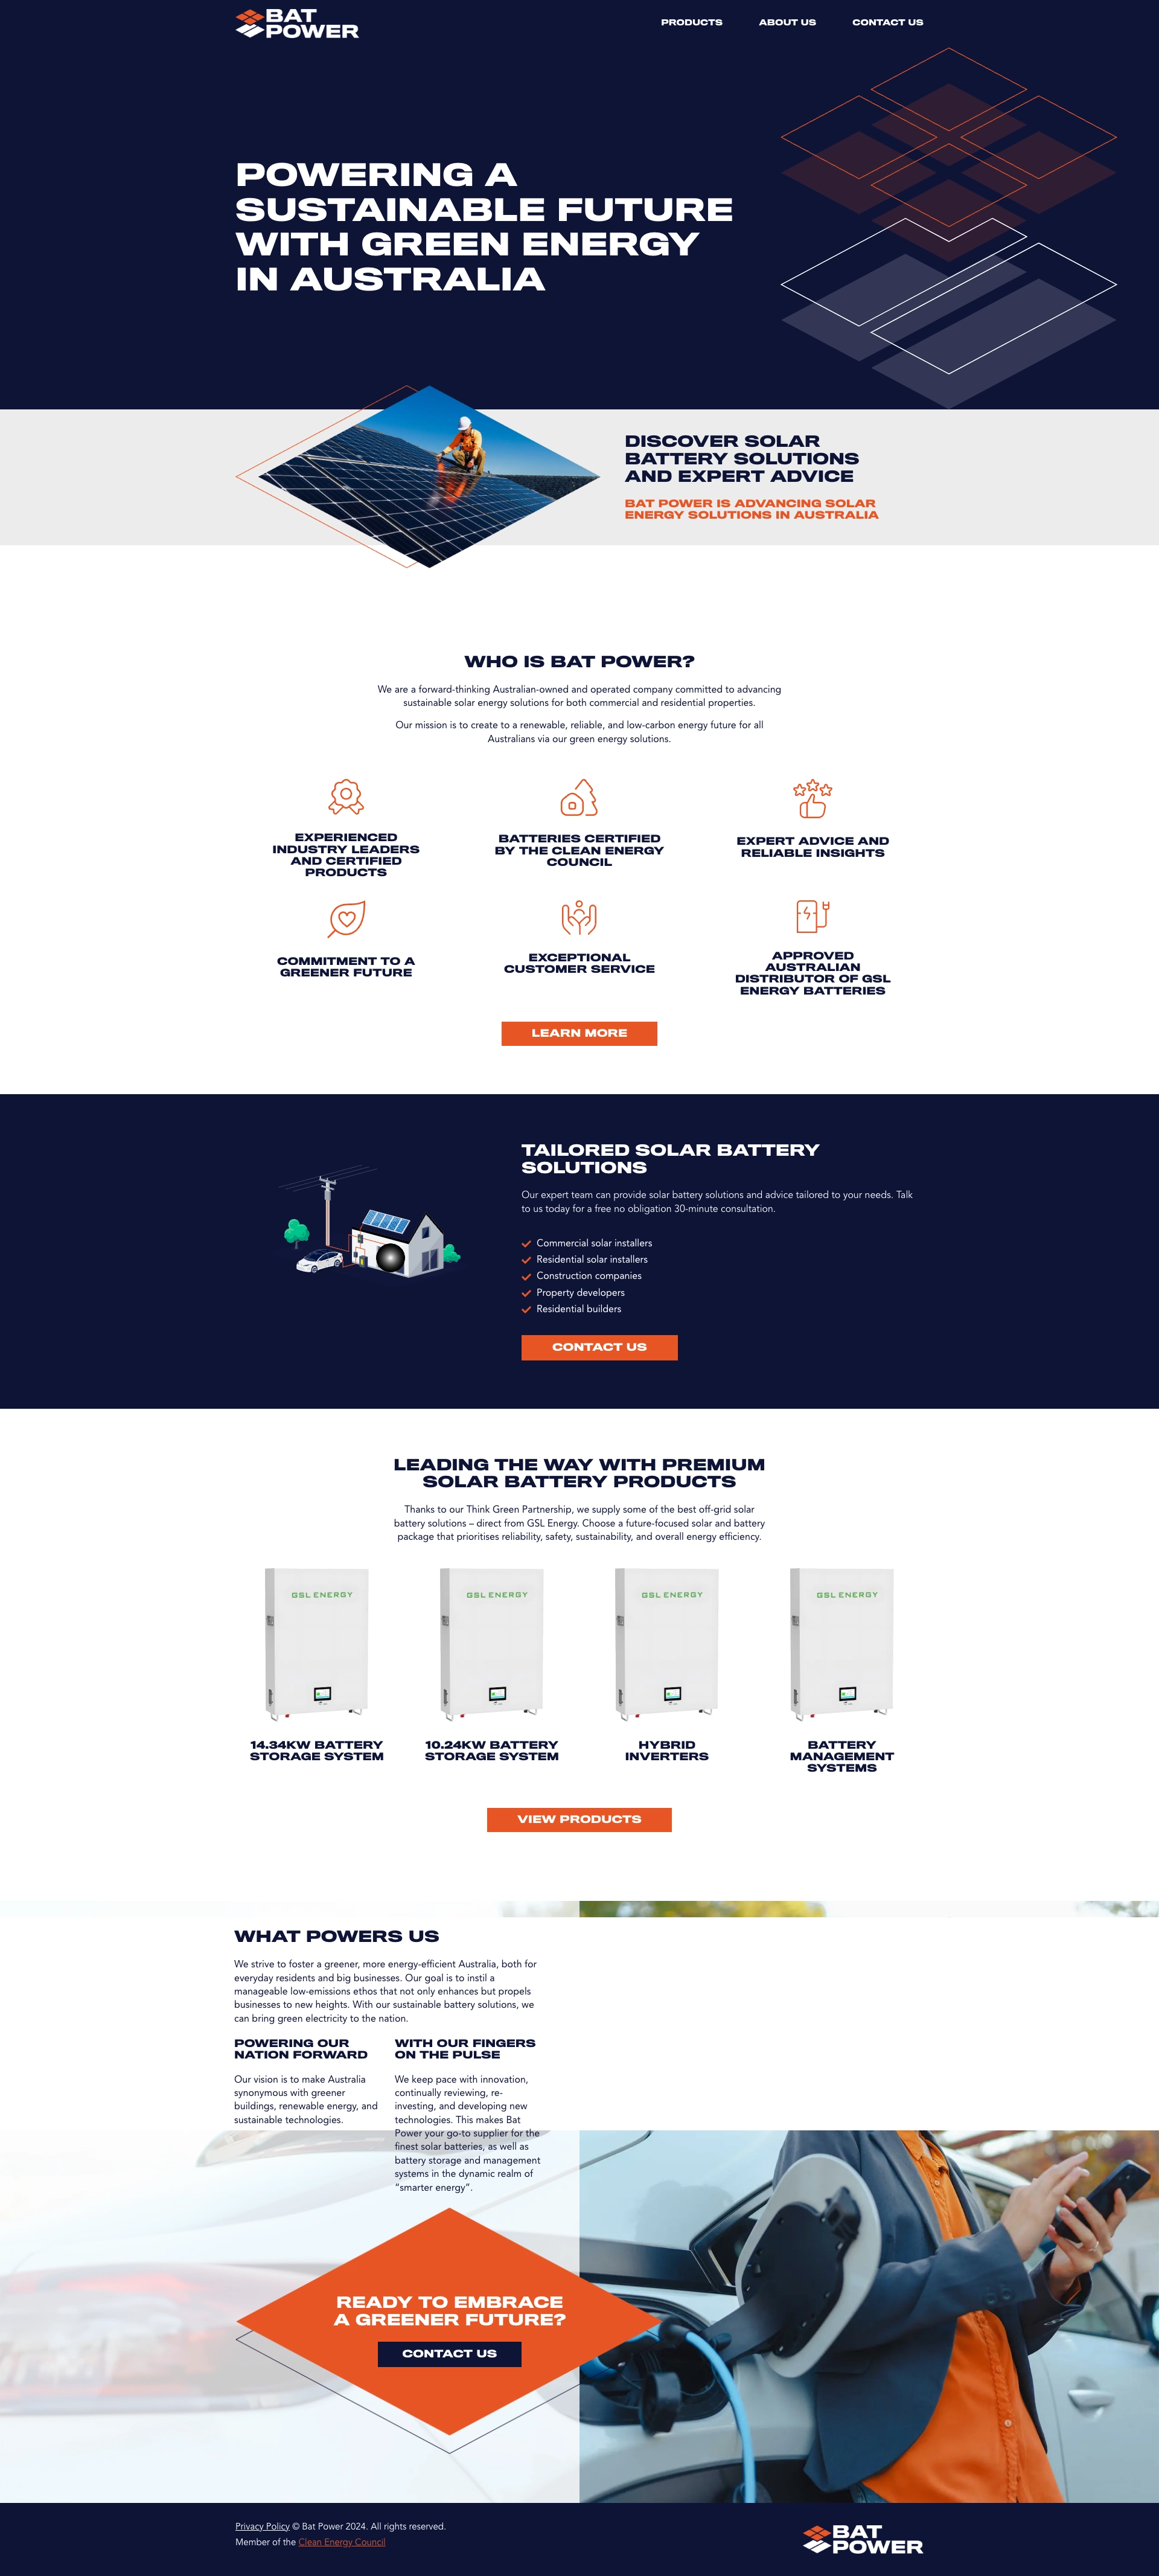 BAT
POWER
PRODUCTS
ABOUT US
CONTACT US
POWERING A
SUSTAINABLE FUTURE
WITH GREEN ENERGY
IN AUSTRALIA
DISCOVER SOLAR
BATTERY SOLUTIONS
AND EXPERT ADVICE
BAT POWER IS ADVANCING SOLAR
ENERGY SOLUTIONS IN AUSTRALIA
WHO IS BAT POWER?
We are a forward-thinking Australian-owned and operated company committed to advancing
sustainable solar energy solutions for both commercial and residential properties.
Our mission is to create to a renewable, reliable, and low-carbon energy future for all
Australians via our green energy solutions.
EXPERIENCED
INDUSTRY LEADERS
AND CERTIFIED
PRODUCTS
BATTERIES CERTIFIED
BY THE CLEAN ENERGY
COUNCIL
EXPERT ADVICE AND
RELIABLE INSIGHTS
COMMITMENT TO A
GREENER FUTURE
EXCEPTIONAL
CUSTOMER SERVICE
APPROVED
AUSTRALIAN
DISTRIBUTOR OF GSL
ENERGY BATTERIES
LEARN MORE
TAILORED SOLAR BATTERY
SOLUTIONS
Our expert team can provide solar battery solutions and advice tailored to your needs. Talk
to us today for a free no obligation 30-minute consultation.
Commercial solar installers
Residential solar installers
Construction companies
Property developers
Residential builders
CONTACT US
LEADING THE WAY WITH PREMIUM
SOLAR BATTERY PRODUCTS
Thanks to our Think Green Partnership, we supply some of the best off-grid solar
battery solutions – direct from GSL Energy. Choose a future-focused solar and battery
package that prioritises reliability, safety, sustainability, and overall energy efficiency.
GSL ENERGY
GSL ENERGY
GSL ENERGY
GSL ENERGY
14.34KW BATTERY
STORAGE SYSTEM
10.24KW BATTERY
STORAGE SYSTEM
HYBRID
INVERTERS
BATTERY
MANAGEMENT
SYSTEMS
VIEW PRODUCTS
WHAT POWERS US
We strive to foster a greener, more energy-efficient Australia, both for
everyday residents and big businesses. Our goal is to instil a
manageable low-emissions ethos that not only enhances but propels
businesses to new heights. With our sustainable battery solutions, we
can bring green electricity to the nation.
POWERING OUR
NATION FORWARD
Our vision is to make Australia
synonymous with greener
buildings, renewable energy, and
sustainable technologies.
WITH OUR FINGERS
ON THE PULSE
We keep pace with innovation,
continually reviewing, re-
investing, and developing new
technologies. This makes Bat
Power your go-to supplier for the
finest solar batteries, as well as
battery storage and management
systems in the dynamic realm of
“smarter energy”.
READY TO EMBRACE
A GREENER FUTURE?
CONTACT US
Privacy Policy © Bat Power 2024. All rights reserved.
Member of the Clean Energy Council
BAT
POWER